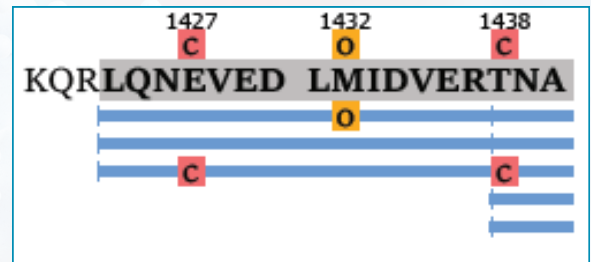 1427 1432 1438
C O C
KQRLQNEVED LMIDVERTNA
O
C C